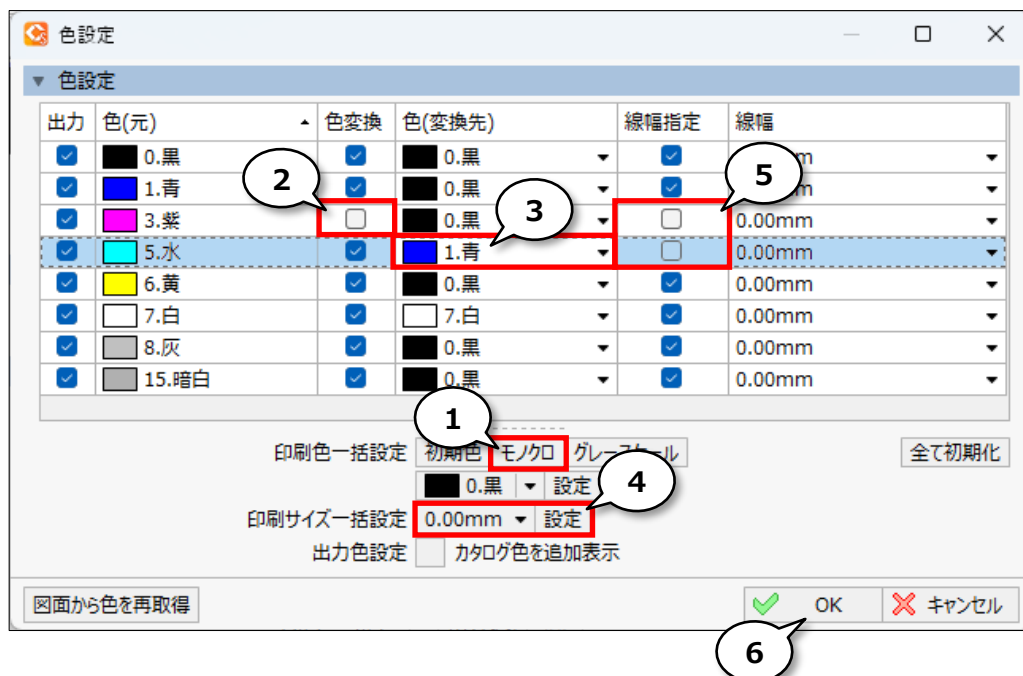 色設定
色設定
出力 色(元) 色変換 色(変換先) 線幅指定 線幅
0.黒 0.黒 m
1.青 0.黒 m
3.紫 0.黒 0.00mm
5.水 1.青 0.00mm
6.黄 0.黒 0.00mm
7.白 7.白 0.00mm
8.灰 0.黒 0.00mm
15.暗白 0.黒 0.00mm
2
3
5
1
印刷色一括設定 初期色 モノクロ グレースケール 全て初期化
0.黒 設定
4
印刷サイズ一括設定 0.00mm 設定
出力色設定 カタログ色を追加表示
図面から色を再取得 OK キャンセル
6